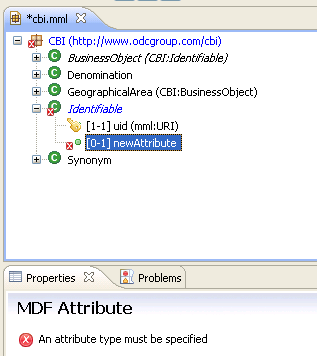 *cbi.mml
CBI (http://www.odcgroup.com/cbi)
BusinessObject (CBI:Identifiable)
Denomination
GeographicalArea (CBI:BusinessObject)
Identifiable
[1-1] uid (mml:URI)
[0-1] newAttribute
Synonym
Properties
Problems
MDF Attribute
An attribute type must be specified